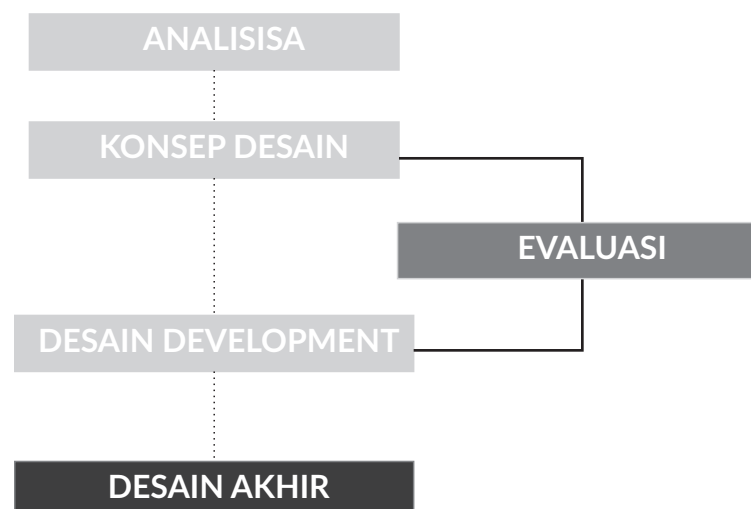 ANALISISA
KONSEP DESAIN
EVALUASI
DESAIN DEVELOPMENT
DESAIN AKHIR